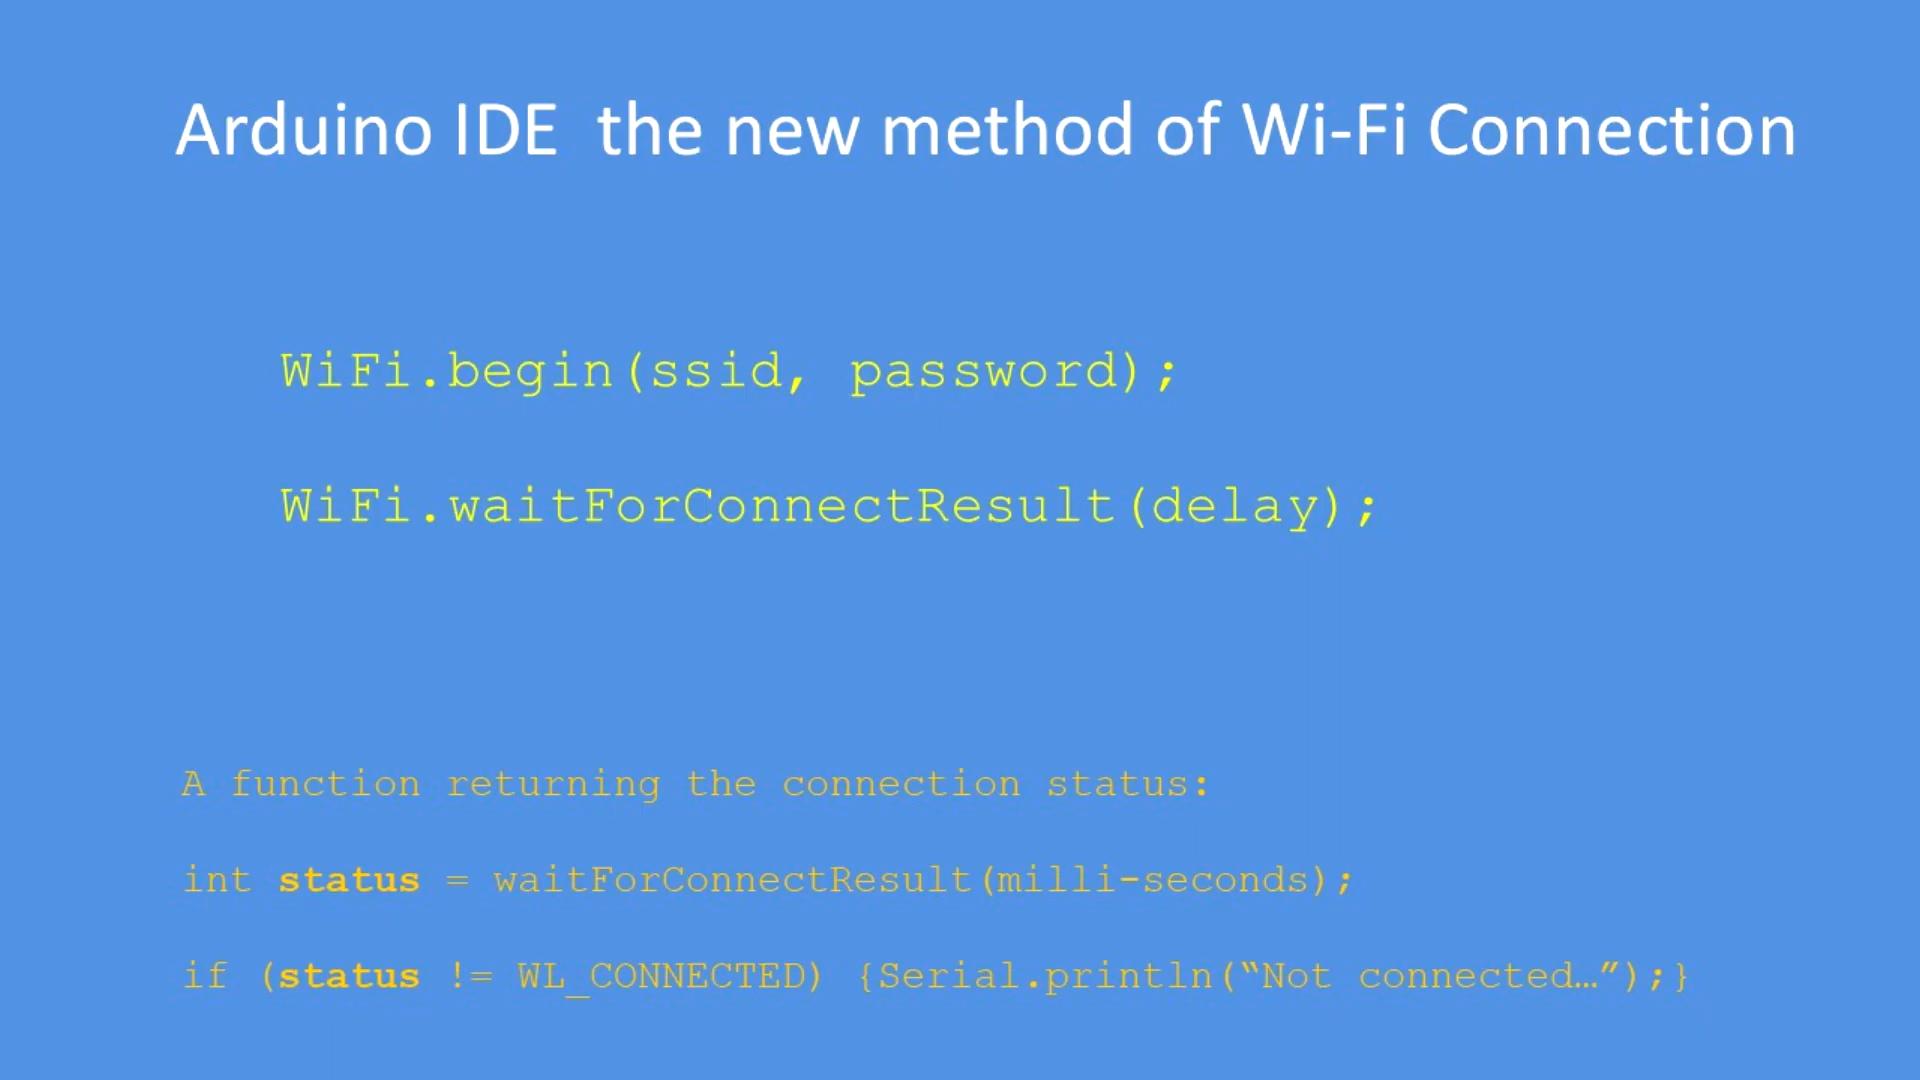 Arduino IDE  the new method of Wi-Fi Connection
WiFi.begin(ssid, password);
WiFi.waitForConnectResult(delay);
A function returning the connection status:
int status = waitForConnectResult(milli-seconds);
if (status != WL_CONNECTED) {Serial.println(“Not connected…”);}